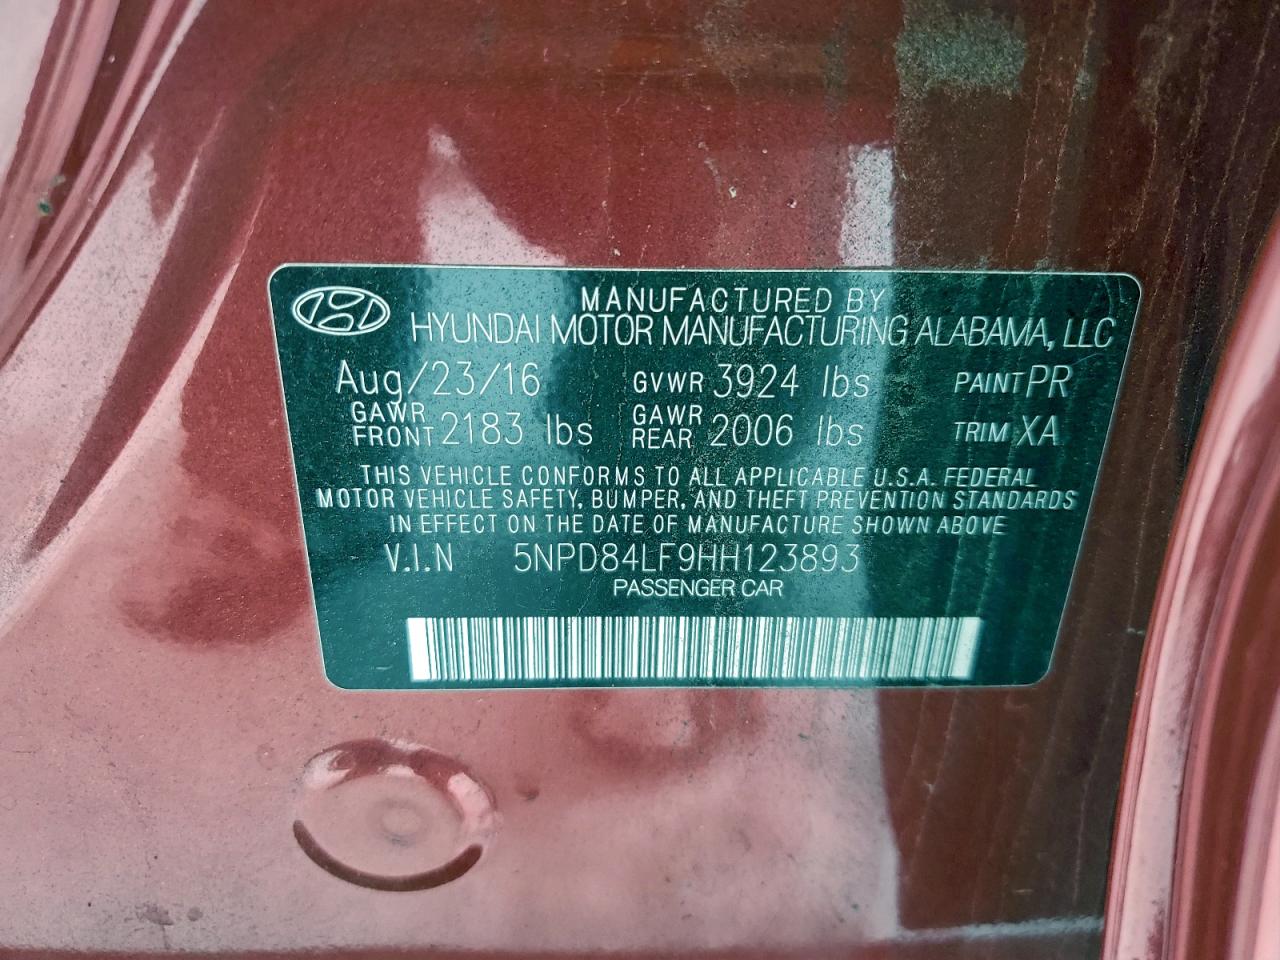 MANUFACTURED BY
HYUNDAI MOTOR MANUFACTURING ALABAMA, LLC
Aug/23/16 GVWR 3924 lbs PAINT PR
GAWR FRONT 2183 lbs GAWR REAR 2006 lbs TRIM XA
THIS VEHICLE CONFORMS TO ALL APPLICABLE U.S.A. FEDERAL
MOTOR VEHICLE SAFETY, BUMPER, AND THEFT PREVENTION STANDARDS
IN EFFECT ON THE DATE OF MANUFACTURE SHOWN ABOVE
V.I.N 5NPD84LF9HH123893
PASSENGER CAR